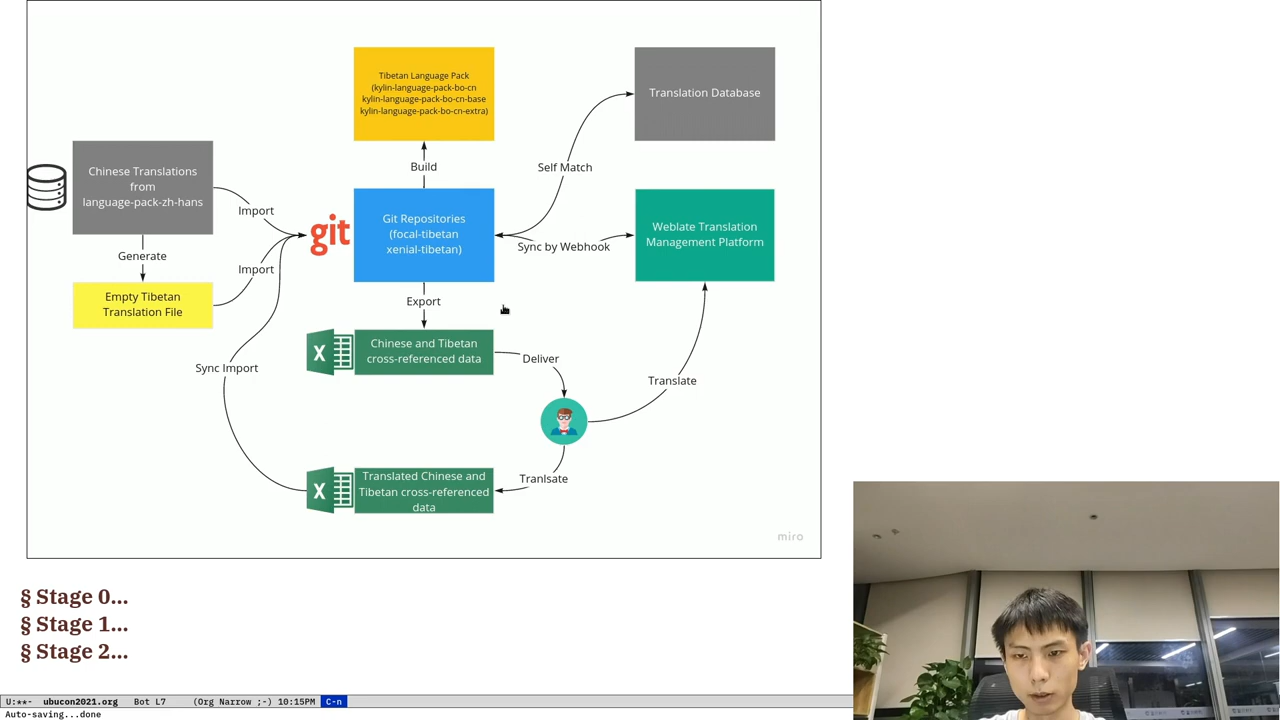 Tibetan Language Pack
(kylin-language-pack-bo-cn
kylin-language-pack-bo-cn-base
kylin-language-pack-bo-cn-extra)
Translation Database
Build
Self Match
Chinese Translations
from
language-pack-zh-hans
Import
git
Git Repositories
(focal-tibetan
xenial-tibetan)
Sync by Webhook
Weblate Translation
Management Platform
Generate
Import
Empty Tibetan
Translation File
Export
X
Chinese and Tibetan
cross-referenced data
Deliver
Sync Import
Translate
X
Translated Chinese and
Tibetan cross-referenced
data
Tranlsate
miro
§ Stage 0...
§ Stage 1...
§ Stage 2...
U:**- ubucon2021.org Bot L7 (Org Narrow ;-) 10:15PM C-n
Auto-saving...done